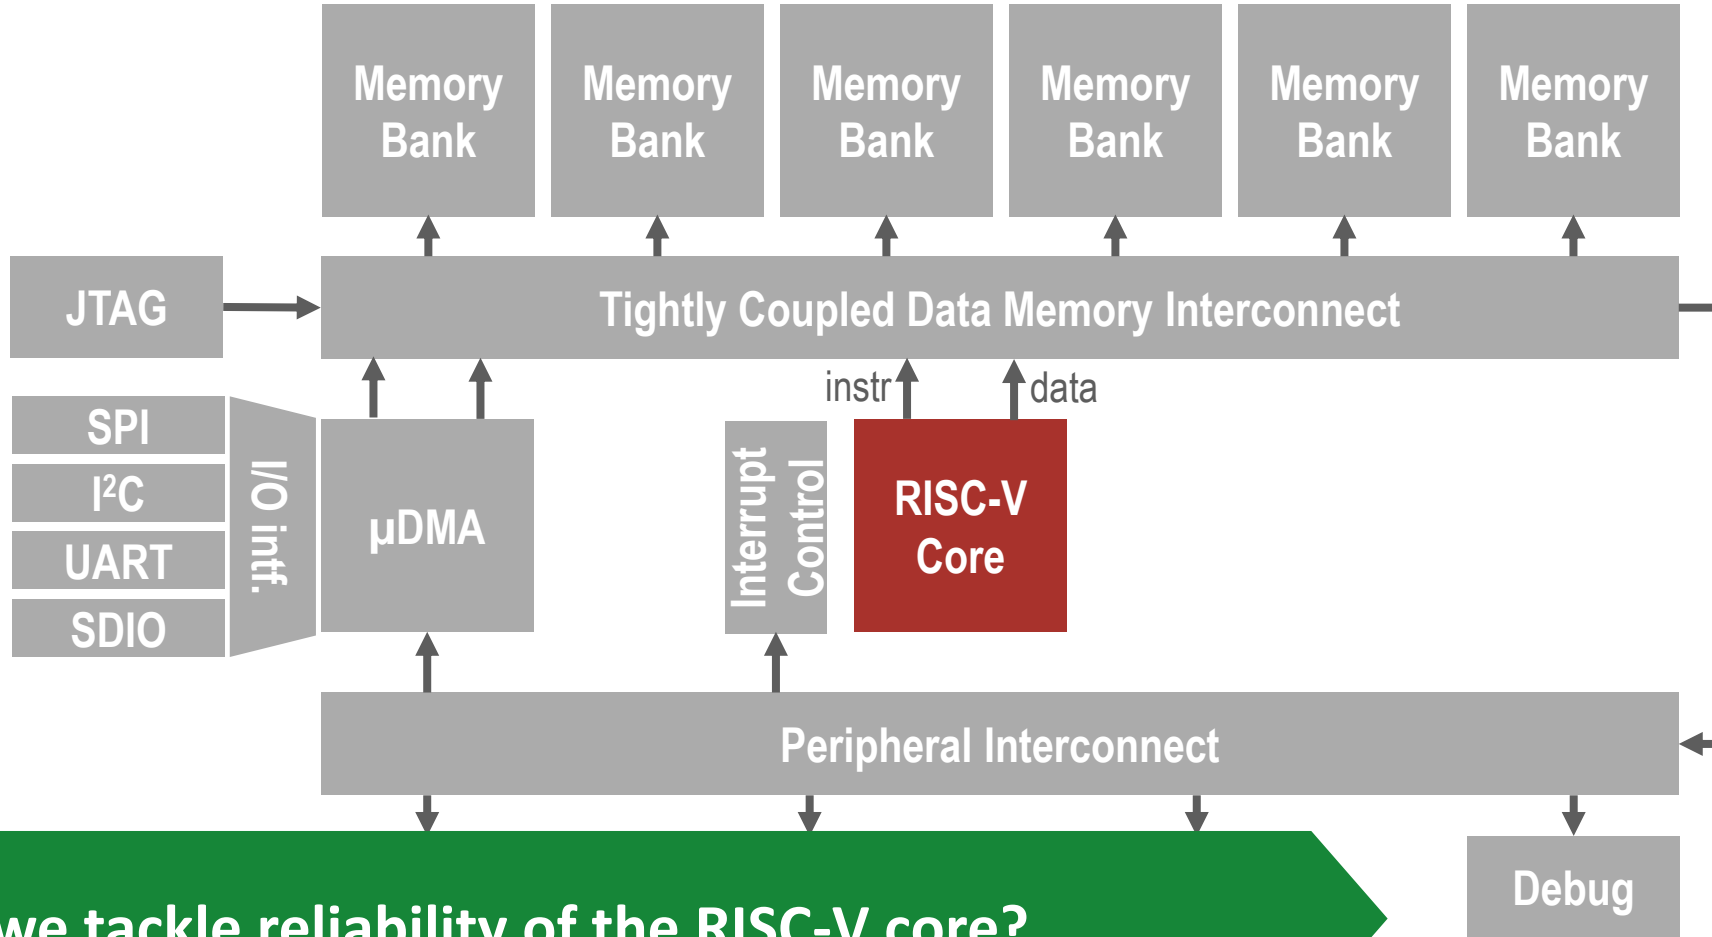 Memory
Bank
Memory
Bank
Memory
Bank
Memory
Bank
Memory
Bank
Memory
Bank
JTAG
Tightly Coupled Data Memory Interconnect
instr
data
SPI
I²C
UART
SDIO
I/O intf.
µDMA
Interrupt
Control
RISC-V
Core
Peripheral Interconnect
Debug
we tackle reliability of the RISC-V core?